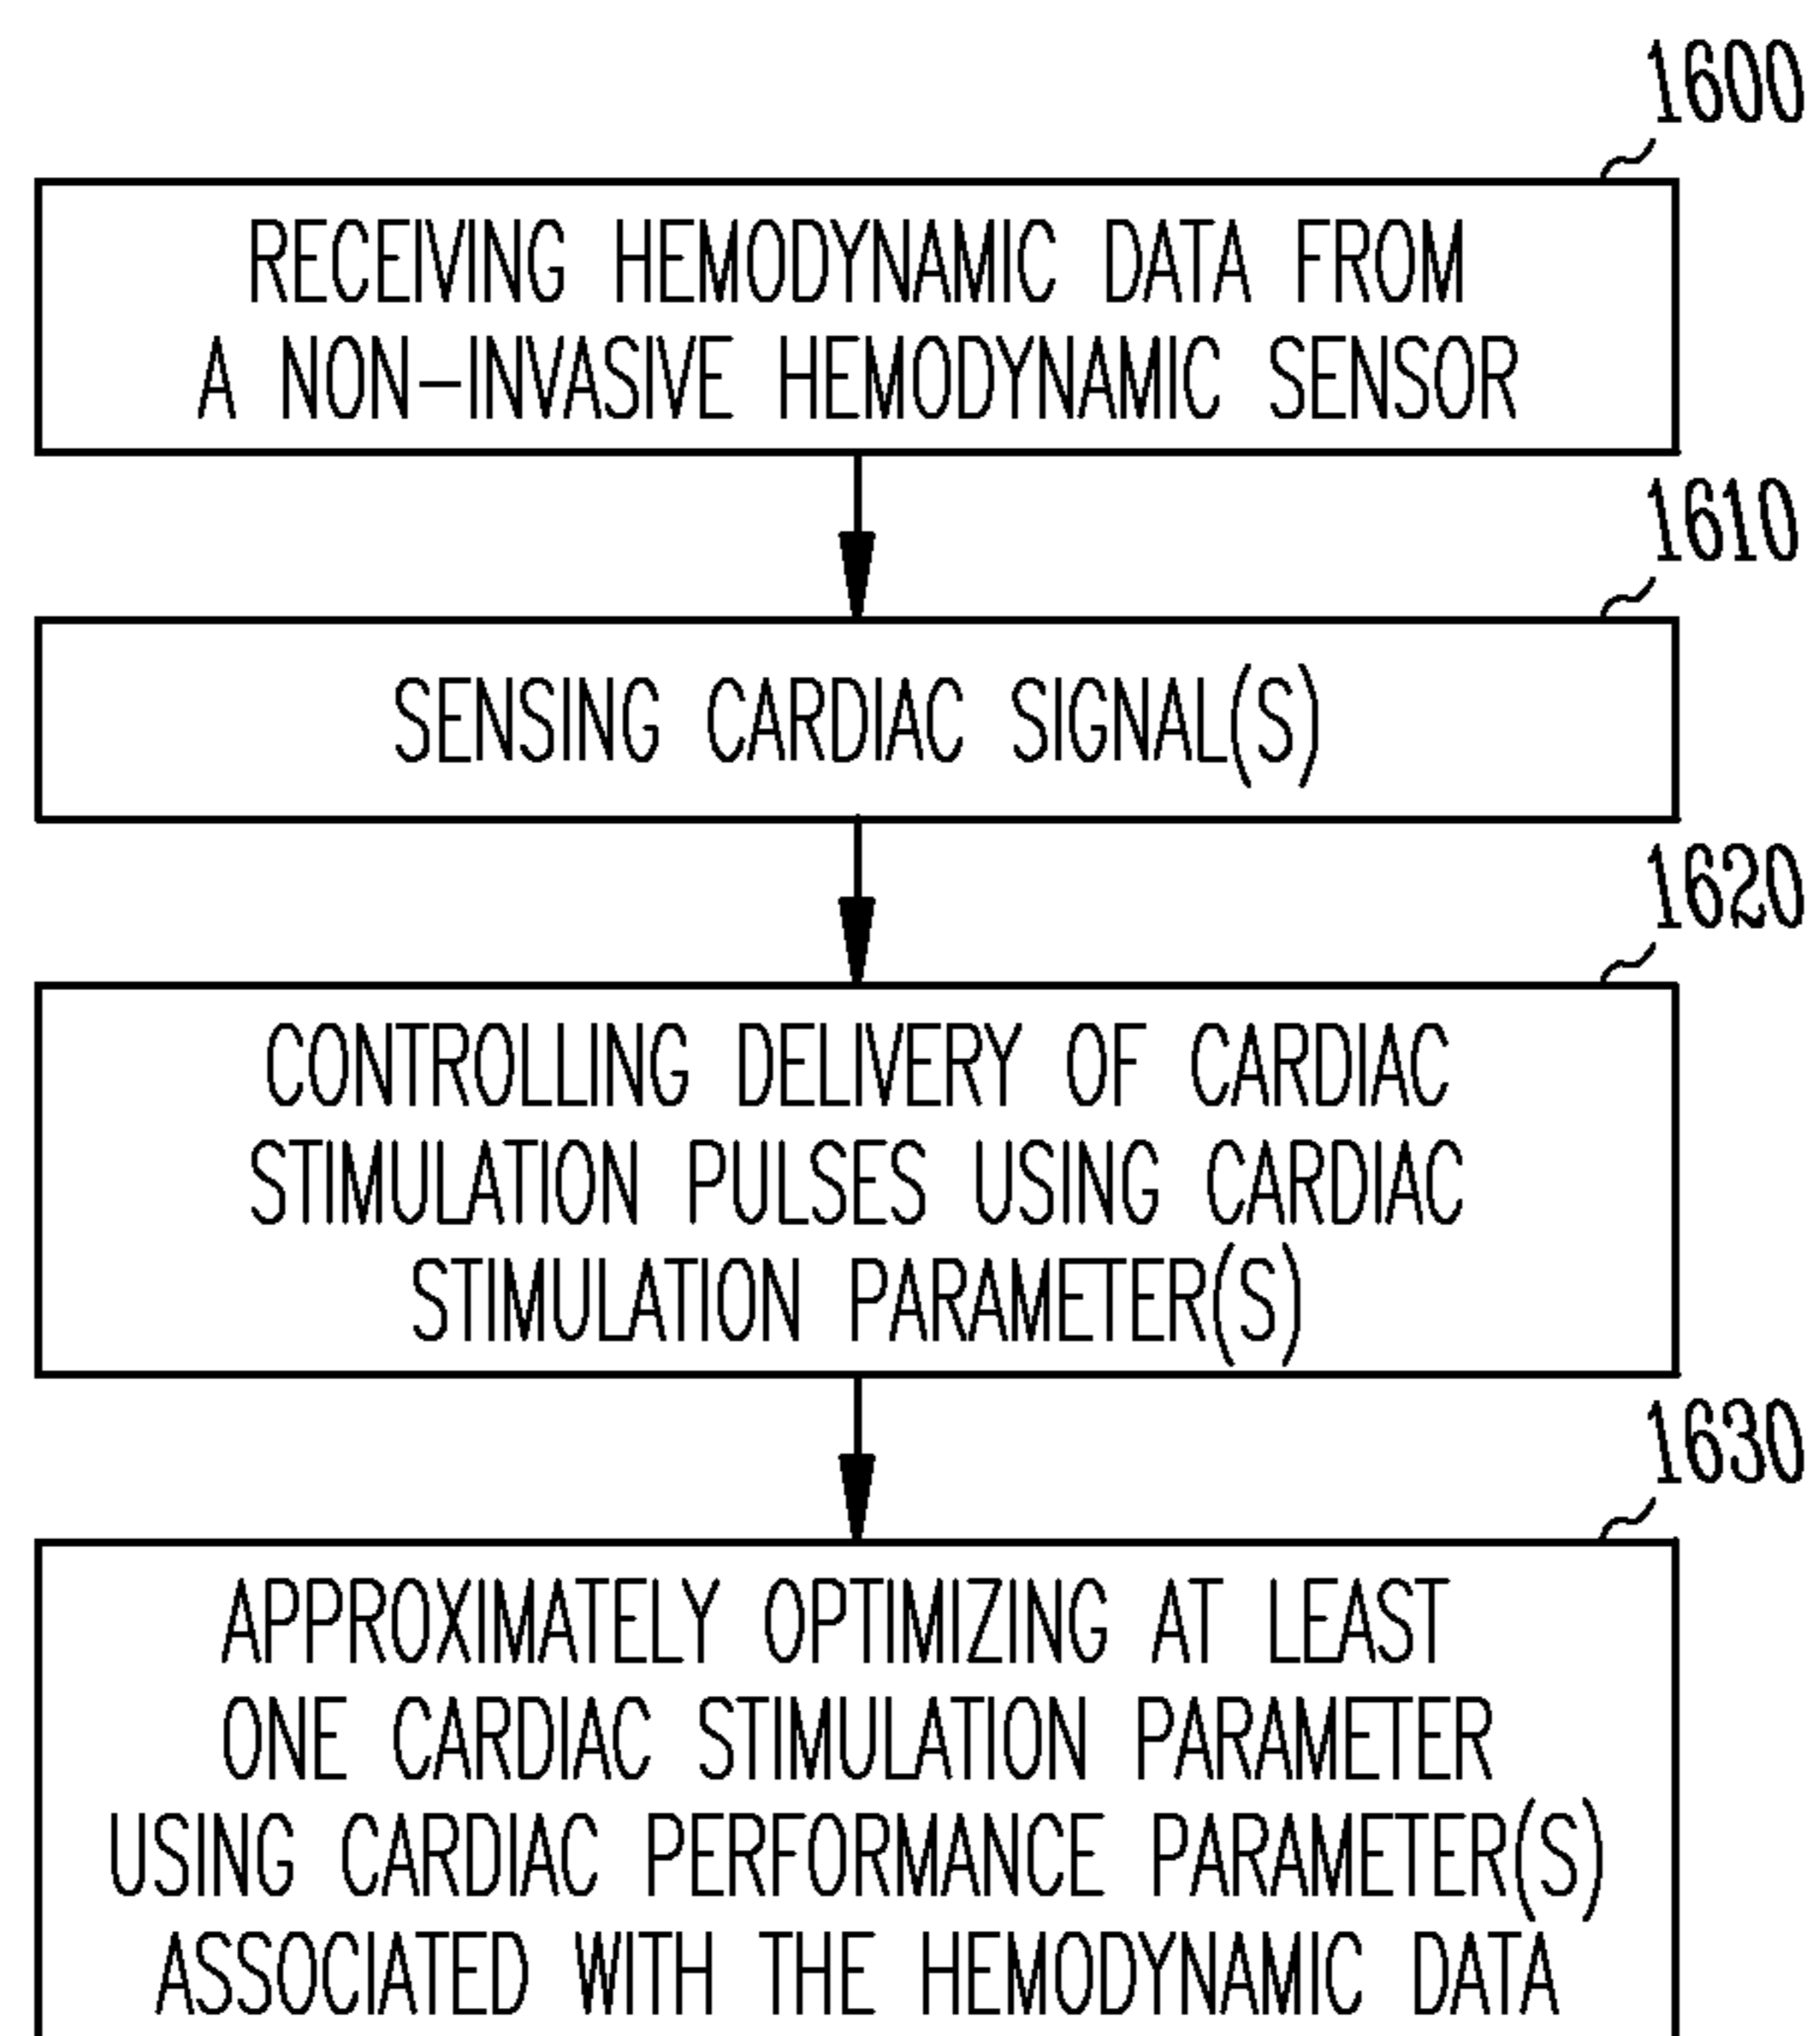 1600
RECEIVING HEMODYNAMIC DATA FROM
A NON-INVASIVE HEMODYNAMIC SENSOR
1610
SENSING CARDIAC SIGNAL(S)
1620
CONTROLLING DELIVERY OF CARDIAC
STIMULATION PULSES USING CARDIAC
STIMULATION PARAMETER(S)
1630
APPROXIMATELY OPTIMIZING AT LEAST
ONE CARDIAC STIMULATION PARAMETER
USING CARDIAC PERFORMANCE PARAMETER(S)
ASSOCIATED WITH THE HEMODYNAMIC DATA